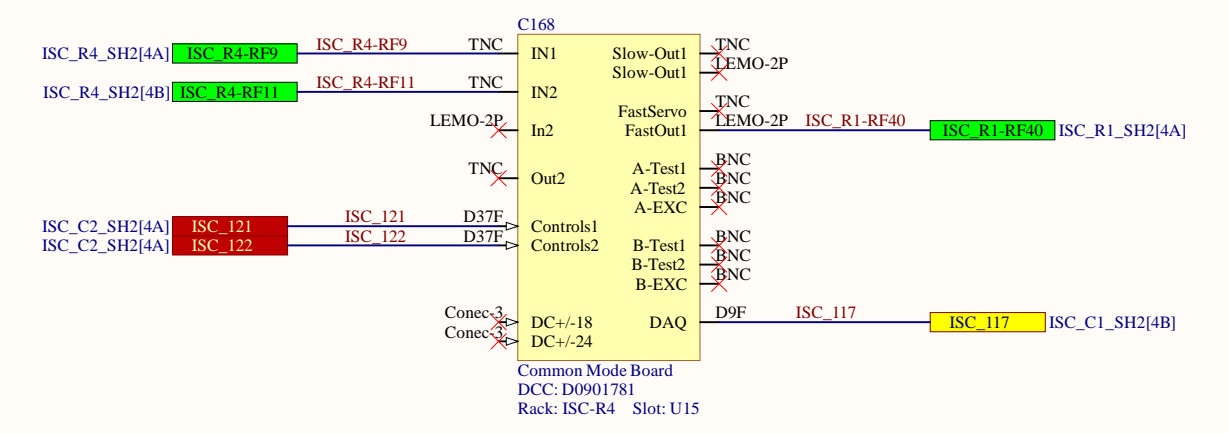 C168
ISC_R4_SH2[4A] ISC_R4-RF9 ISC_R4-RF9 TNC IN1 Slow-Out1 TNC
Slow-Out1 LEMO-2P
ISC_R4_SH2[4B] ISC_R4-RF11 ISC_R4-RF11 TNC IN2
FastServo TNC
LEMO-2P In2 FastOut1 LEMO-2P ISC_R1-RF40 ISC_R1-RF40 ISC_R1_SH2[4A]
A-Test1 BNC
TNC Out2 A-Test2 BNC
A-EXC BNC
ISC_C2_SH2[4A] ISC_121 ISC_121 D37F Controls1
ISC_C2_SH2[4A] ISC_122 ISC_122 D37F Controls2 B-Test1 BNC
B-Test2 BNC
B-EXC BNC
Conec-3 DC+/-18 DAQ D9F ISC_117 ISC_117 ISC_C1_SH2[4B]
Conec-3 DC+/-24
Common Mode Board
DCC: D0901781
Rack: ISC-R4 Slot: U15